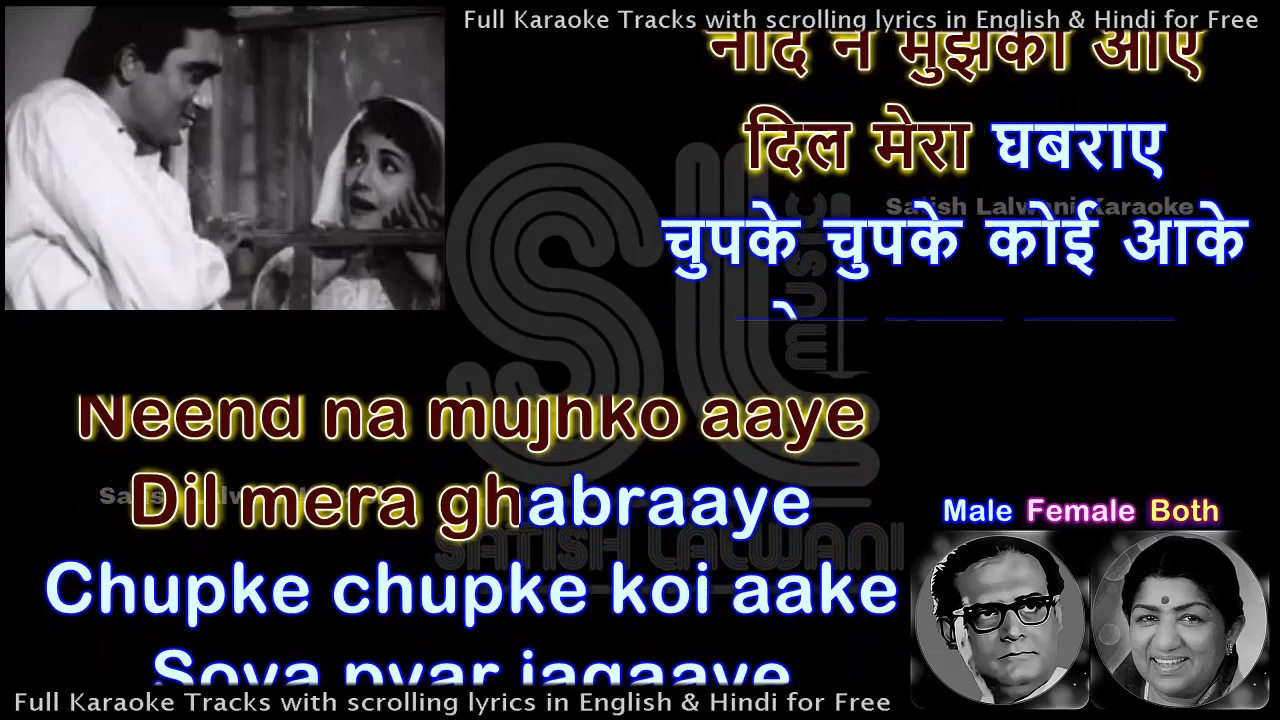 Full Karaoke Tracks with scrolling lyrics in English & Hindi for Free
नींद न मुझको आए
दिल मेरा घबराए
Satish Lalwani Karaoke
चुपके चुपके कोई आके
SL music
Neend na mujhko aaye
Dil mera ghabraaye
Chupke chupke koi aake
Soya pyar jagaaye
SATISH LALWANI
Male Female Both
Full Karaoke Tracks with scrolling lyrics in English & Hindi for Free